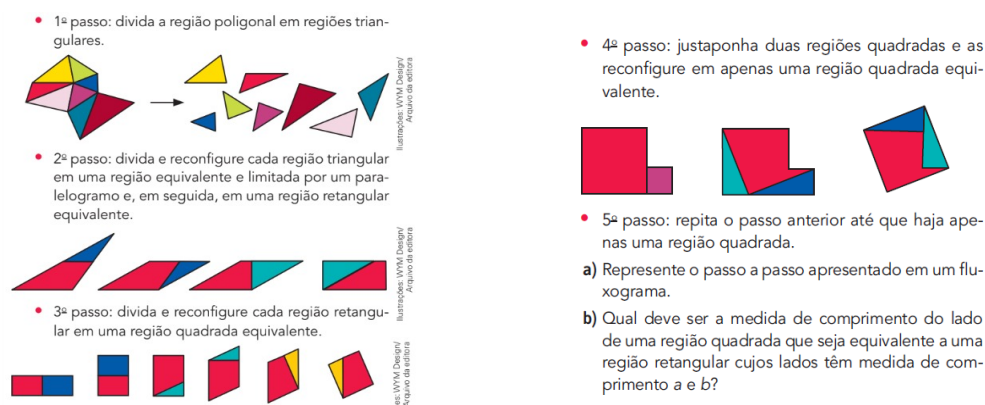 • 1º passo: divida a região poligonal em regiões trian-
gulares.
Ilustrações: WYM Design/
Arquivo da editora
• 2º passo: divida e reconfigure cada região triangular
em uma região equivalente e limitada por um para-
lelogramo e, em seguida, em uma região retangular
equivalente.
Ilustrações: WYM Design/
Arquivo da editora
• 3º passo: divida e reconfigure cada região retangu-
lar em uma região quadrada equivalente.
es: WYM Design/
Arquivo da editora
• 4º passo: justaponha duas regiões quadradas e as
reconfigure em apenas uma região quadrada equi-
valente.
• 5º passo: repita o passo anterior até que haja ape-
nas uma região quadrada.
a) Represente o passo a passo apresentado em um flu-
xograma.
b) Qual deve ser a medida de comprimento do lado
de uma região quadrada que seja equivalente a uma
região retangular cujos lados têm medida de com-
primento a e b?